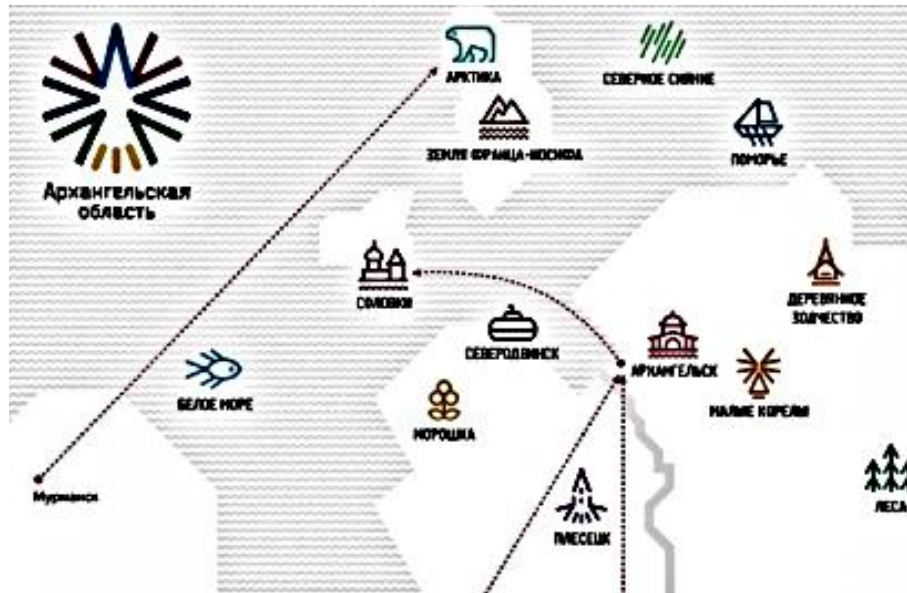 АРКТИКА
СЕВЕРНОЕ СИЯНИЕ
ЗЕМЛЯ ФРАНЦА-ИОСИФА
ПОМОРЬЕ
Архангельская
область
СОЛОВКИ
ДЕРЕВЯННОЕ
ЗОДЧЕСТВО
СЕВЕРОДВИНСК
АРХАНГЕЛЬСК
БЕЛОЕ МОРЕ
МАЛЫЕ КОРЕЛЫ
МОРОШКА
Мурманск
ПЛЕСЕЦК
ЛЕСА